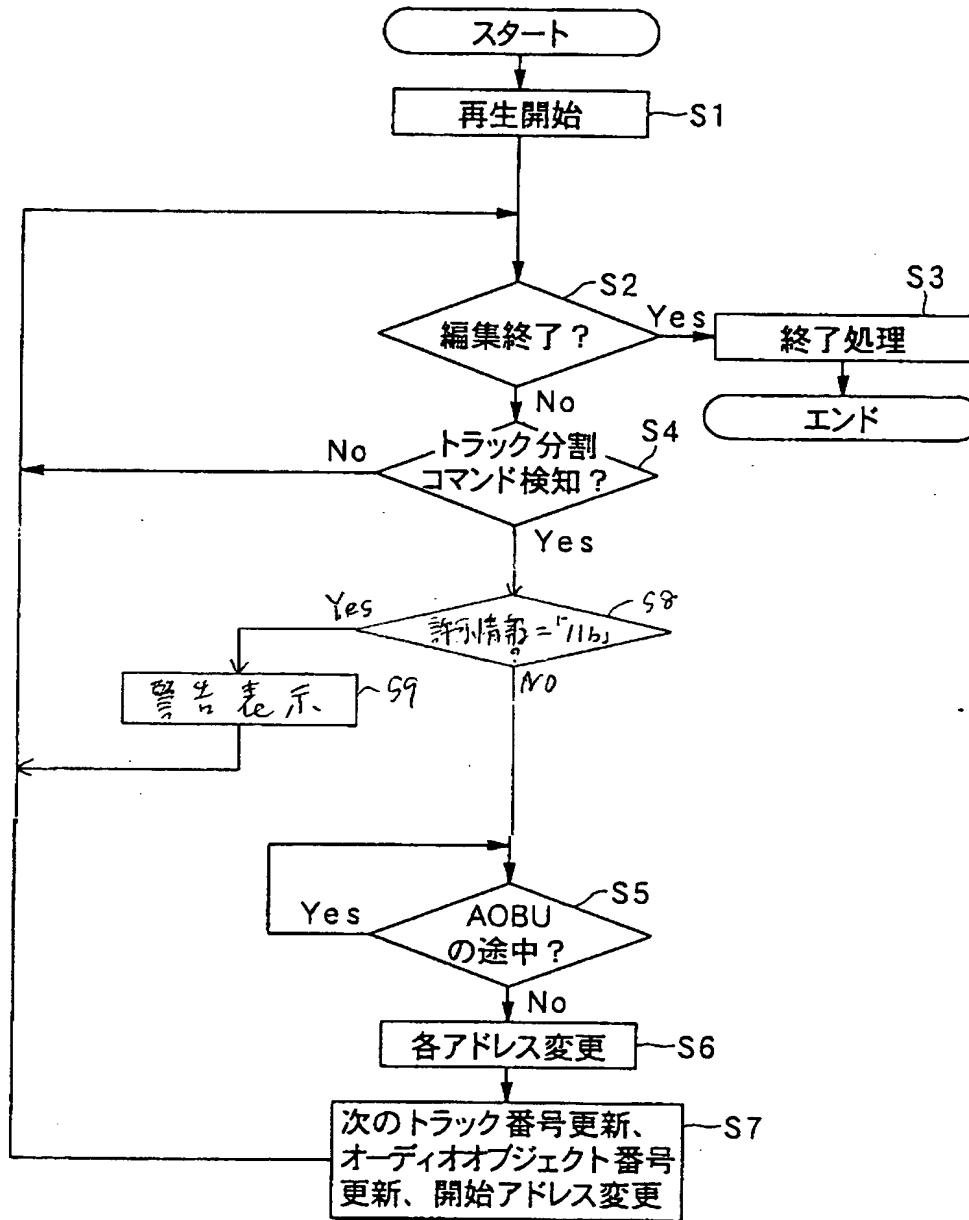 スタート
再生開始
S1
S2
編集終了?
Yes
S3
終了処理
エンド
No
S4
トラック分割
コマンド検知?
No
Yes
S8
許可情報=「11b」
?
Yes
NO
警告表示
S9
S5
AOBU
の途中?
Yes
No
各アドレス変更
S6
次のトラック番号更新、
オーディオオブジェクト番号
更新、開始アドレス変更
S7